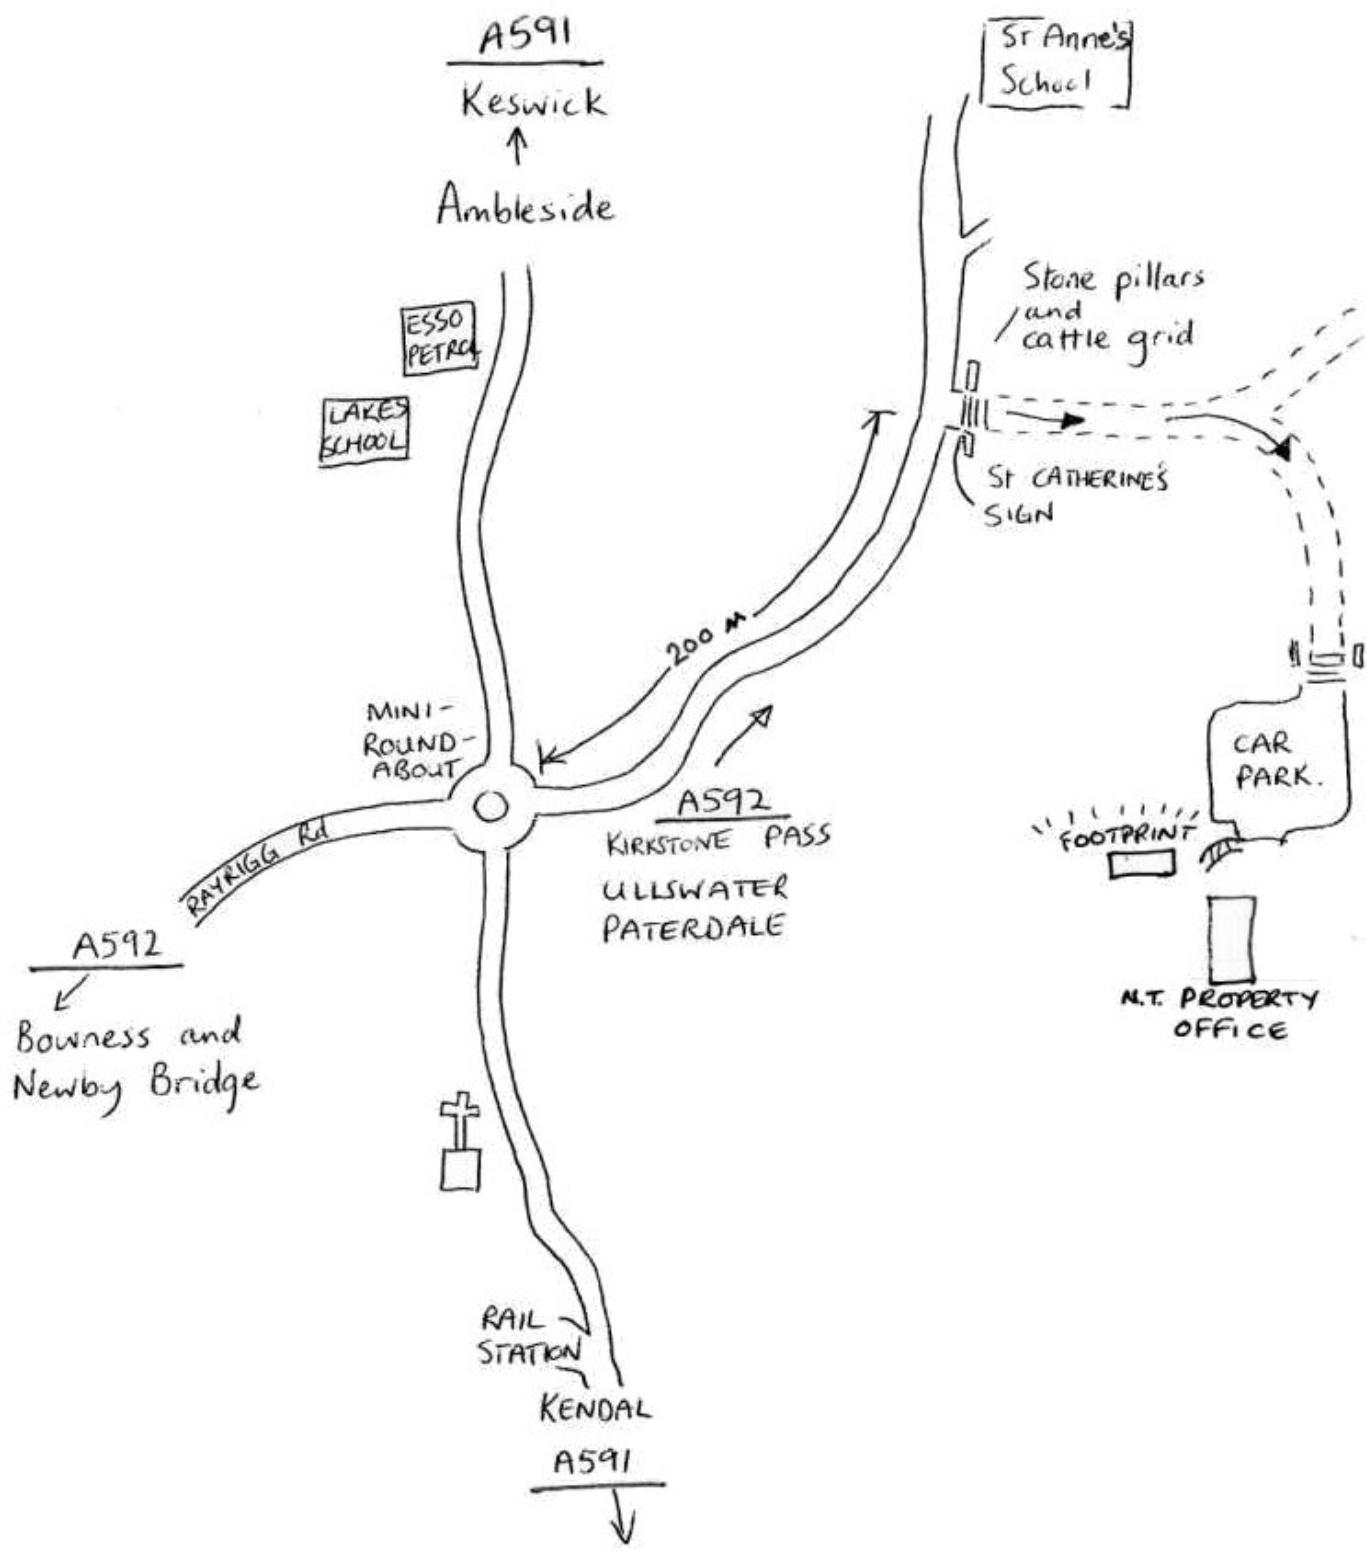 A591
Keswick
Ambleside
ESSO
PETROL
LAKES
SCHOOL
St Anne's
School
Stone pillars
and
cattle grid
St CATHERINE'S
SIGN
200 M
MINI-
ROUND-
ABOUT
A592
KIRKSTONE PASS
ULLSWATER
PATERDALE
RAYRIGG Rd
A592
Bowness and
Newby Bridge
CAR
PARK.
FOOTPRINT
N.T. PROPERTY
OFFICE
RAIL
STATION
KENDAL
A591